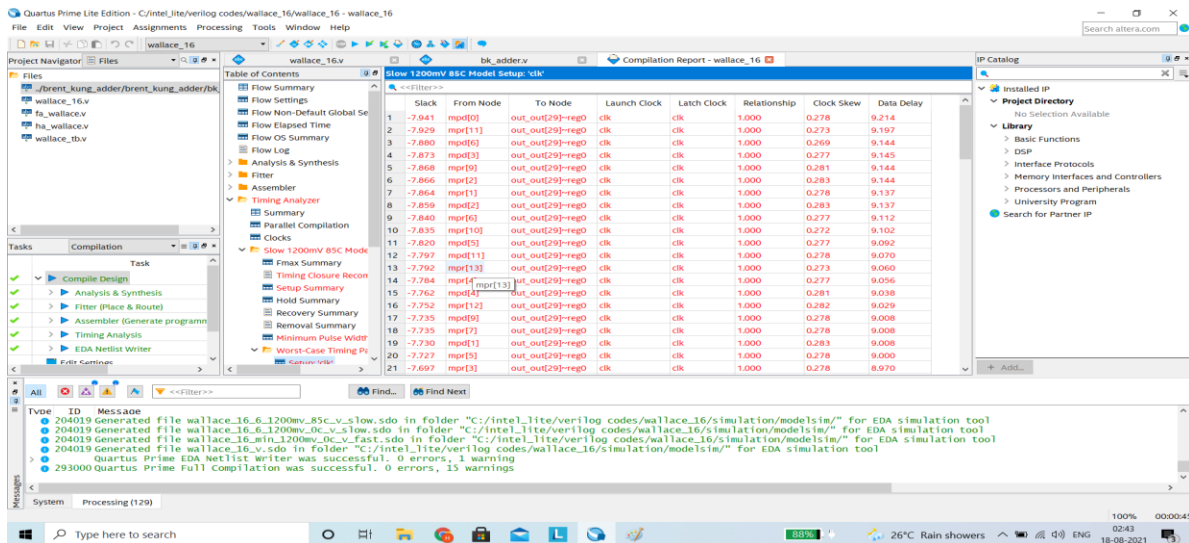 Quartus Prime Lite Edition - C:/intel_lite/verilog codes/wallace_16/wallace_16 - wallace_16
File Edit View Project Assignments Processing Tools Window Help
Search altera.com
wallace_16
Project Navigator Files
Files
../brent_kung_adder/brent_kung_adder/bk_
wallace_16.v
fa_wallace.v
ha_wallace.v
wallace_tb.v
Tasks Compilation
Task
Compile Design
Analysis & Synthesis
Fitter (Place & Route)
Assembler (Generate programm
Timing Analysis
EDA Netlist Writer
Edit Settings
wallace_16.v
bk_adder.v
Compilation Report - wallace_16
Table of Contents
Flow Summary
Flow Settings
Flow Non-Default Global Se
Flow Elapsed Time
Flow OS Summary
Flow Log
Analysis & Synthesis
Fitter
Assembler
Timing Analyzer
Summary
Parallel Compilation
Clocks
Slow 1200mV 85C Mode
Fmax Summary
Timing Closure Recom
Setup Summary
Hold Summary
Recovery Summary
Removal Summary
Minimum Pulse Width
Worst-Case Timing Pa
Setup: 'clk'
Slow 1200mV 85C Model Setup: 'clk'
<<Filter>>
Slack From Node To Node Launch Clock Latch Clock Relationship Clock Skew Data Delay
1 -7.941 mpd[0] out_out[29]~reg0 clk clk 1.000 0.278 9.214
2 -7.929 mpr[11] out_out[29]~reg0 clk clk 1.000 0.273 9.197
3 -7.880 mpd[6] out_out[29]~reg0 clk clk 1.000 0.269 9.144
4 -7.873 mpd[3] out_out[29]~reg0 clk clk 1.000 0.277 9.145
5 -7.868 mpr[9] out_out[29]~reg0 clk clk 1.000 0.281 9.144
6 -7.866 mpr[2] out_out[29]~reg0 clk clk 1.000 0.283 9.144
7 -7.864 mpr[1] out_out[29]~reg0 clk clk 1.000 0.278 9.137
8 -7.859 mpd[2] out_out[29]~reg0 clk clk 1.000 0.283 9.137
9 -7.840 mpr[6] out_out[29]~reg0 clk clk 1.000 0.277 9.112
10 -7.835 mpr[10] out_out[29]~reg0 clk clk 1.000 0.272 9.102
11 -7.820 mpd[5] out_out[29]~reg0 clk clk 1.000 0.277 9.092
12 -7.797 mpd[11] out_out[29]~reg0 clk clk 1.000 0.278 9.070
13 -7.792 mpr[13] out_out[29]~reg0 clk clk 1.000 0.273 9.060
14 -7.784 mpr[4 out_out[29]~reg0 clk clk 1.000 0.277 9.056
mpr[13]
15 -7.762 mpd[4] out_out[29]~reg0 clk clk 1.000 0.281 9.038
16 -7.752 mpr[12] out_out[29]~reg0 clk clk 1.000 0.282 9.029
17 -7.735 mpd[9] out_out[29]~reg0 clk clk 1.000 0.278 9.008
18 -7.735 mpr[7] out_out[29]~reg0 clk clk 1.000 0.278 9.008
19 -7.730 mpd[1] out_out[29]~reg0 clk clk 1.000 0.283 9.008
20 -7.727 mpr[5] out_out[29]~reg0 clk clk 1.000 0.278 9.000
21 -7.697 mpr[3] out_out[29]~reg0 clk clk 1.000 0.278 8.970
IP Catalog
Installed IP
Project Directory
No Selection Available
Library
Basic Functions
DSP
Interface Protocols
Memory Interfaces and Controllers
Processors and Peripherals
University Program
Search for Partner IP
+ Add...
All <<Filter>> Find... Find Next
Type ID Message
204019 Generated file wallace_16_6_1200mv_85c_v_slow.sdo in folder "C:/intel_lite/verilog codes/wallace_16/simulation/modelsim/" for EDA simulation tool
204019 Generated file wallace_16_6_1200mv_0c_v_slow.sdo in folder "C:/intel_lite/verilog codes/wallace_16/simulation/modelsim/" for EDA simulation tool
204019 Generated file wallace_16_min_1200mv_0c_v_fast.sdo in folder "C:/intel_lite/verilog codes/wallace_16/simulation/modelsim/" for EDA simulation tool
204019 Generated file wallace_16_v.sdo in folder "C:/intel_lite/verilog codes/wallace_16/simulation/modelsim/" for EDA simulation tool
Quartus Prime EDA Netlist Writer was successful. 0 errors, 1 warning
293000 Quartus Prime Full Compilation was successful. 0 errors, 15 warnings
Messages
System Processing (129)
100% 00:00:45
Type here to search
88%
26°C Rain showers
ENG
02:43
18-08-2021